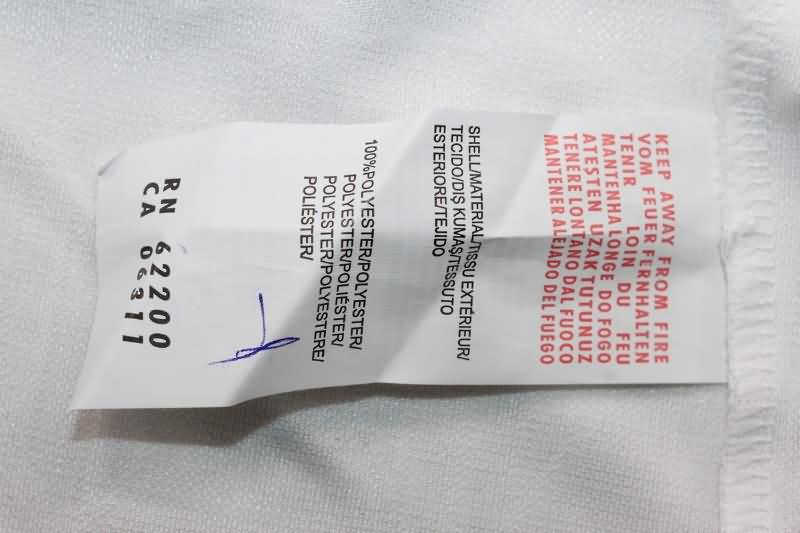 KEEP AWAY FROM FIRE
VOM FEUER FERNHALTEN
TENIR LOIN DU FEU
MANTENHA LONGE DO FOGO
ATEŞTEN UZAK TUTUNUZ
TENERE LONTANO DAL FUOCO
MANTENER ALEJADO DEL FUEGO
SHELL/MATERIAL/TISSU EXTÉRIEUR/
TECIDO/DIŞ KUMAŞ/TESSUTO
ESTERIORE/TEJIDO
100%POLYESTER/POLYESTER/
POLYESTER/POLIÉSTER/
POLYESTER/POLYESTERE/
POLIÉSTER/
RN 62200
CA 06311